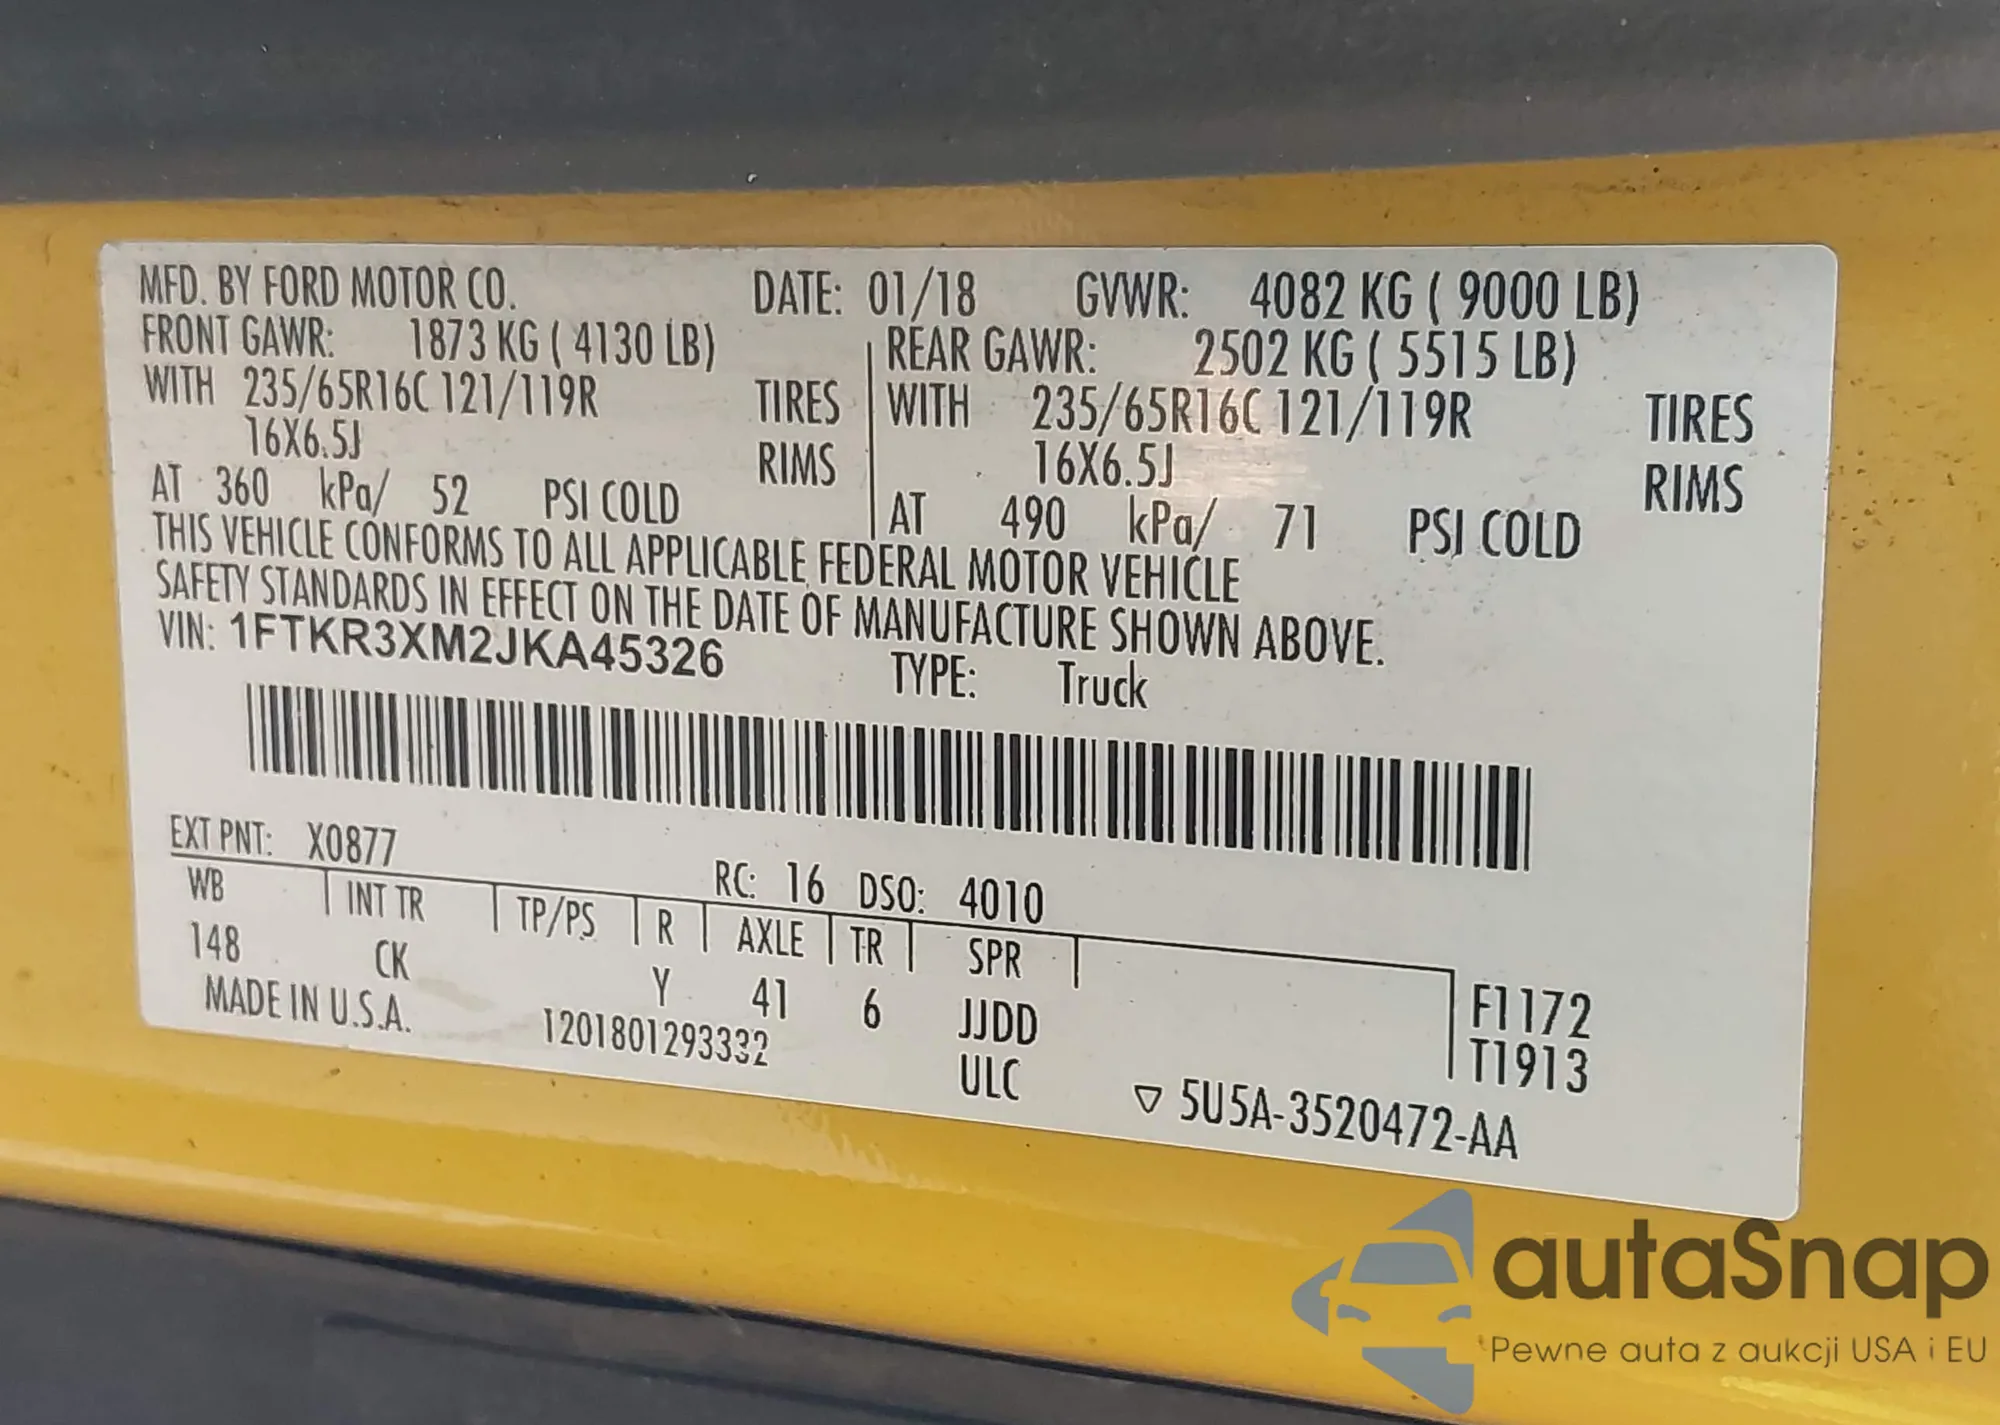 MFD. BY FORD MOTOR CO. DATE: 01/18 GVWR: 4082 KG ( 9000 LB)
FRONT GAWR: 1873 KG ( 4130 LB) REAR GAWR: 2502 KG ( 5515 LB)
WITH 235/65R16C 121/119R TIRES WITH 235/65R16C 121/119R TIRES
16X6.5J RIMS 16X6.5J RIMS
AT 360 kPa/ 52 PSI COLD AT 490 kPa/ 71 PSI COLD
THIS VEHICLE CONFORMS TO ALL APPLICABLE FEDERAL MOTOR VEHICLE
SAFETY STANDARDS IN EFFECT ON THE DATE OF MANUFACTURE SHOWN ABOVE.
VIN: 1FTKR3XM2JKA45326 TYPE: Truck
EXT PNT: X0877 RC: 16 DSO: 4010
WB INT TR TP/PS R AXLE TR SPR
148 CK Y 41 6 JJDD F1172
MADE IN U.S.A. T201801293332 ULC T1913
▽ 5U5A-3520472-AA
autaSnap
Pewne auta z aukcji USA i EU